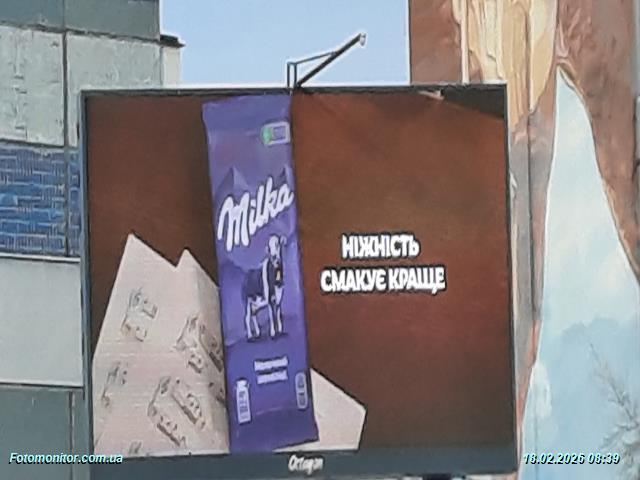 Milka
НІЖНІСТЬ
СМАКУЄ КРАЩЕ
Fotomonitor.com.ua
18.02.2026 08:39